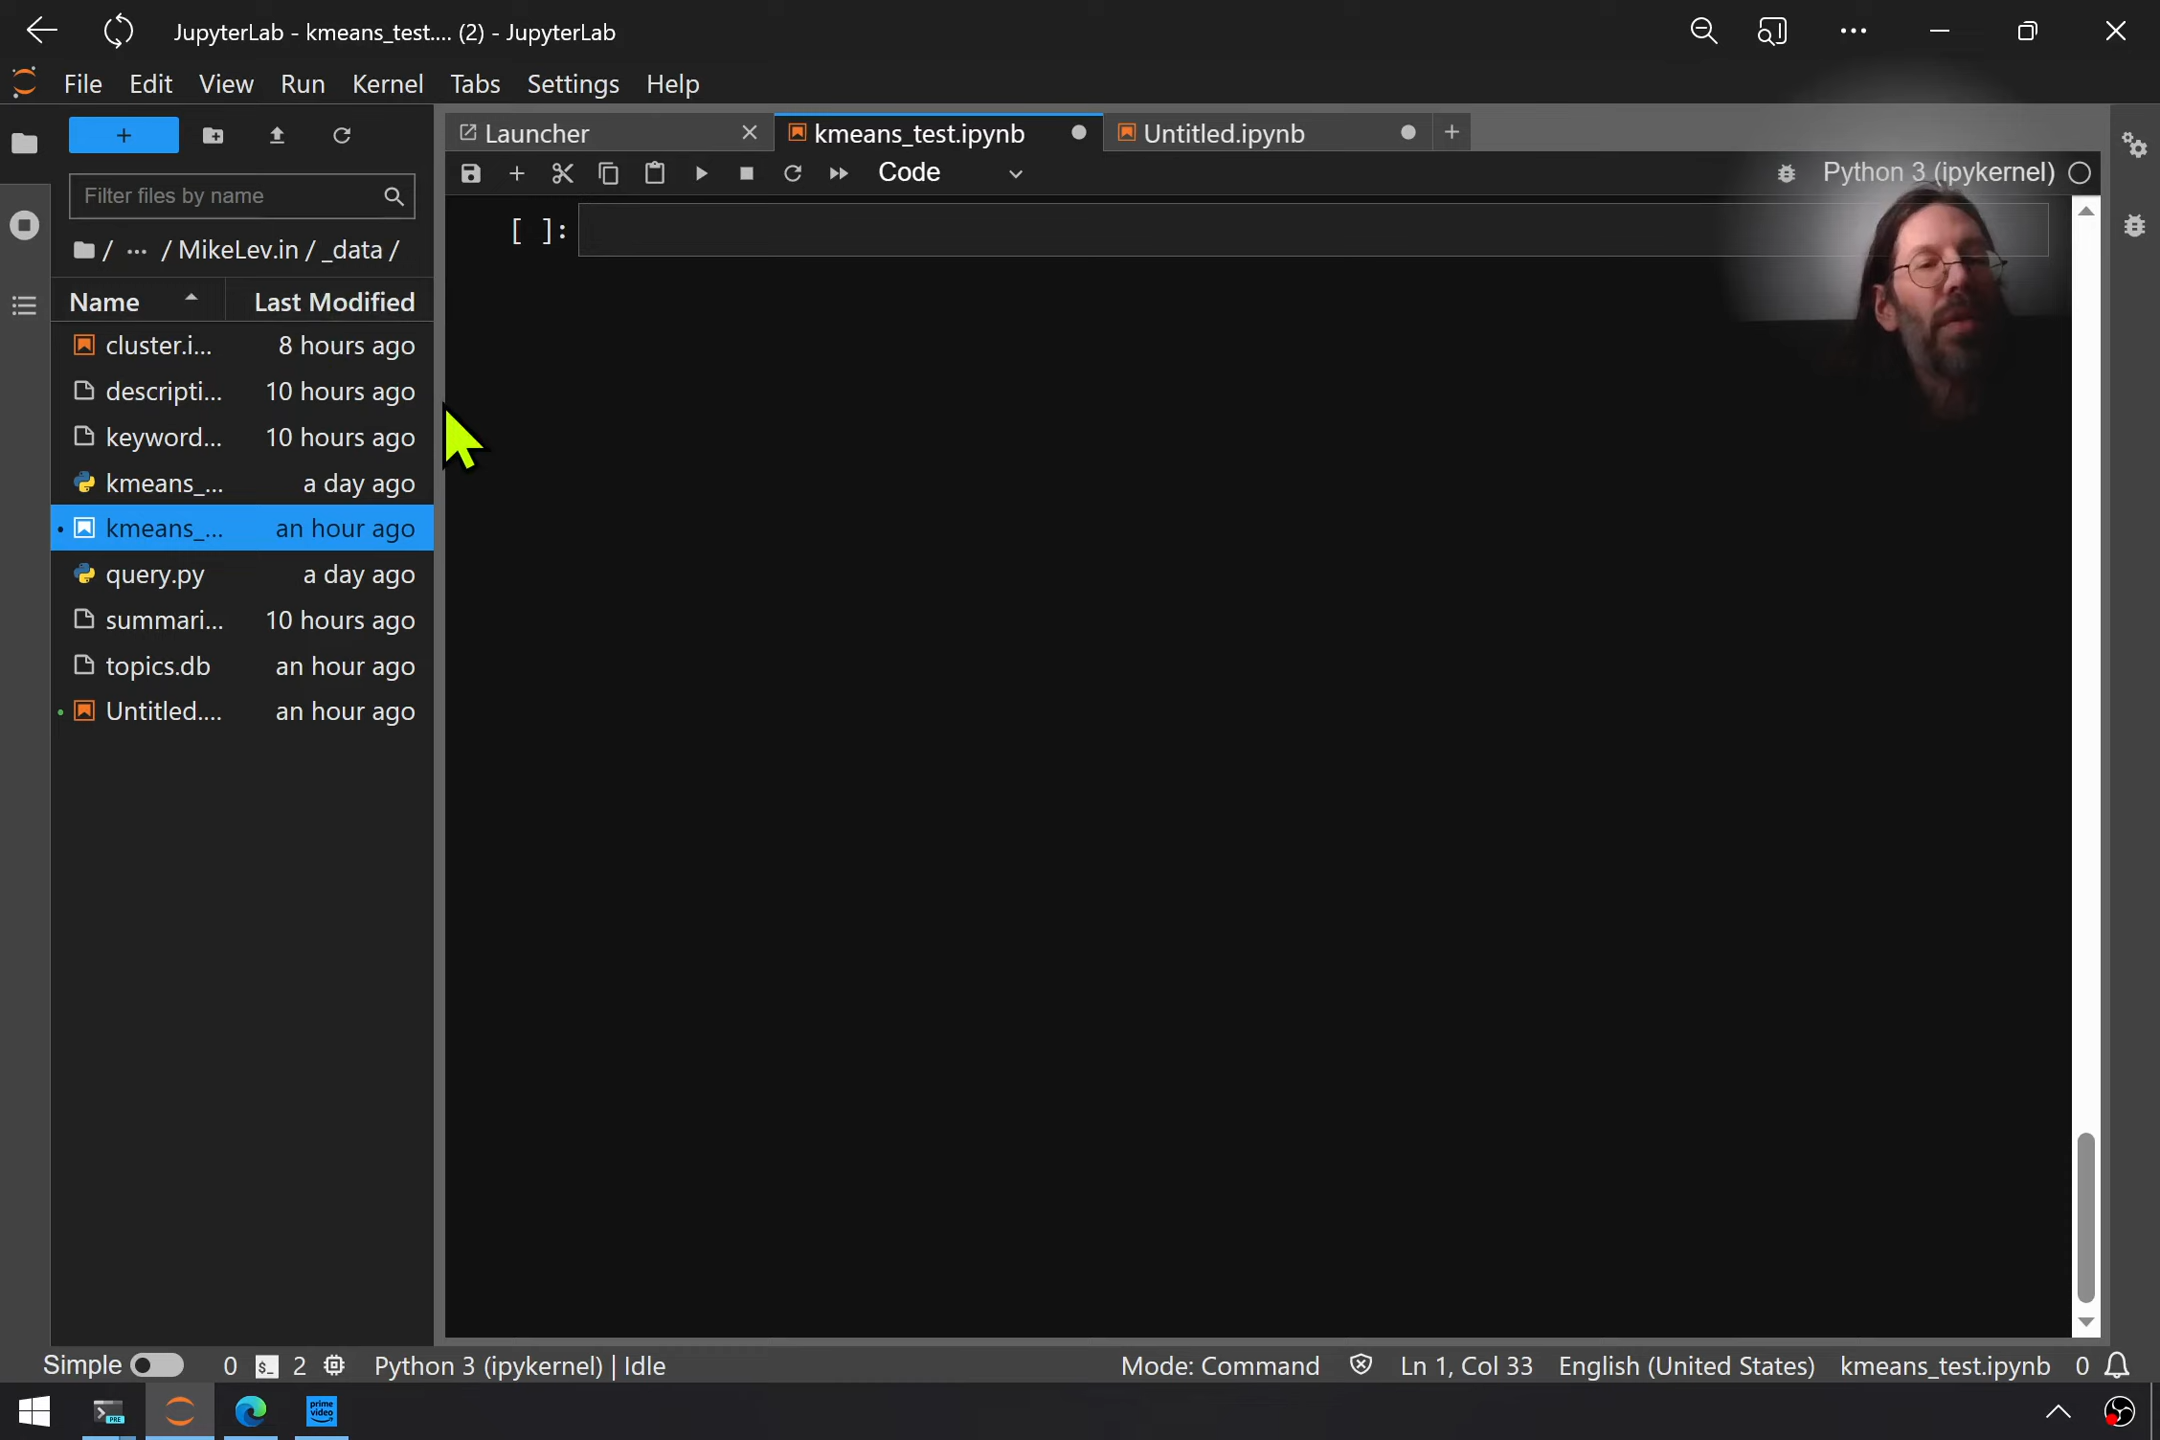 JupyterLab - kmeans_test.... (2) - JupyterLab
File Edit View Run Kernel Tabs Settings Help
Launcher kmeans_test.ipynb Untitled.ipynb
Code Python 3 (ipykernel)
Filter files by name
/ ... / MikeLev.in / _data /
Name Last Modified
[ ]:
cluster.i... 8 hours ago
descripti... 10 hours ago
keyword... 10 hours ago
kmeans_... a day ago
kmeans_... an hour ago
query.py a day ago
summari... 10 hours ago
topics.db an hour ago
Untitled.... an hour ago
Simple 0 2 Python 3 (ipykernel) | Idle Mode: Command Ln 1, Col 33 English (United States) kmeans_test.ipynb 0
PRE
prime video